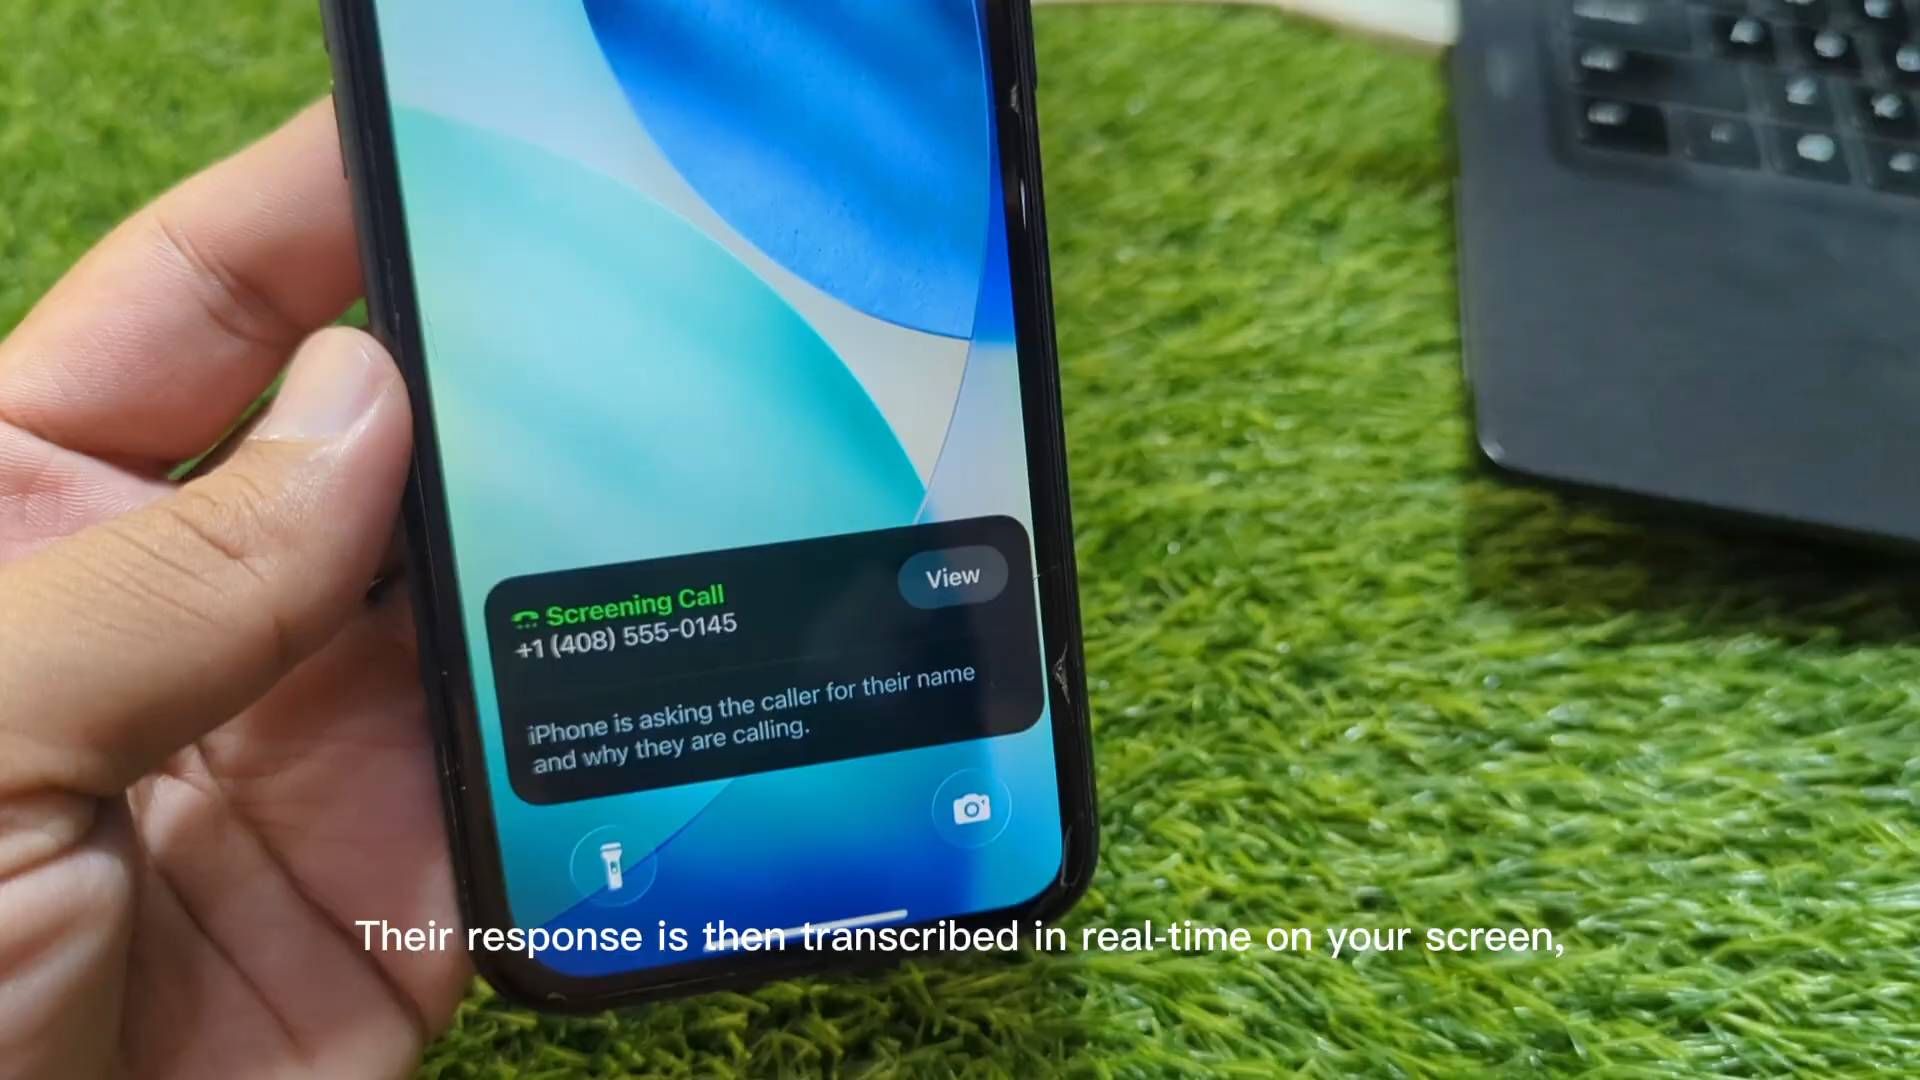 Screening Call
View
+1 (408) 555-0145
iPhone is asking the caller for their name
and why they are calling.
Their response is then transcribed in real-time on your screen,